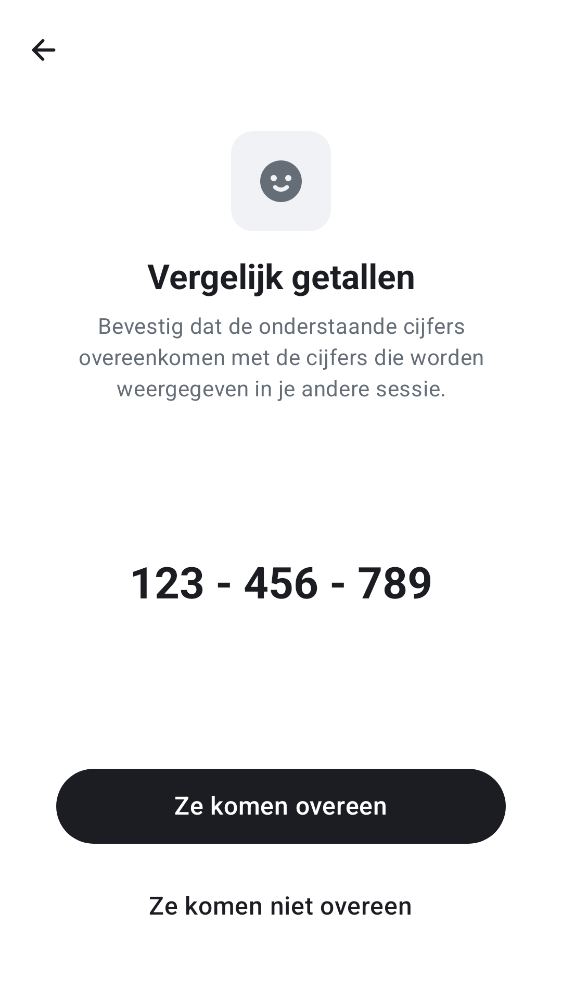 Vergelijk getallen
Bevestig dat de onderstaande cijfers
overeenkomen met de cijfers die worden
weergegeven in je andere sessie.
123 - 456 - 789
Ze komen overeen
Ze komen niet overeen